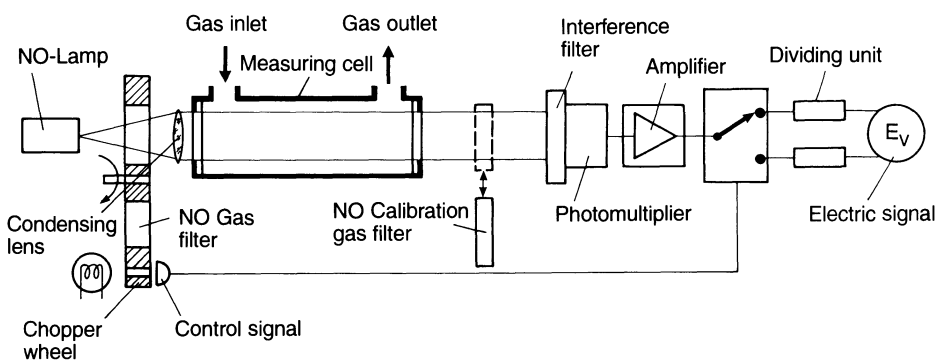 Gas inlet
Gas outlet
Interference
filter
NO-Lamp
Measuring cell
Amplifier
Dividing unit
EV
Condensing
lens
NO Gas
filter
NO Calibration
gas filter
Photomultiplier
Electric signal
Chopper
wheel
Control signal